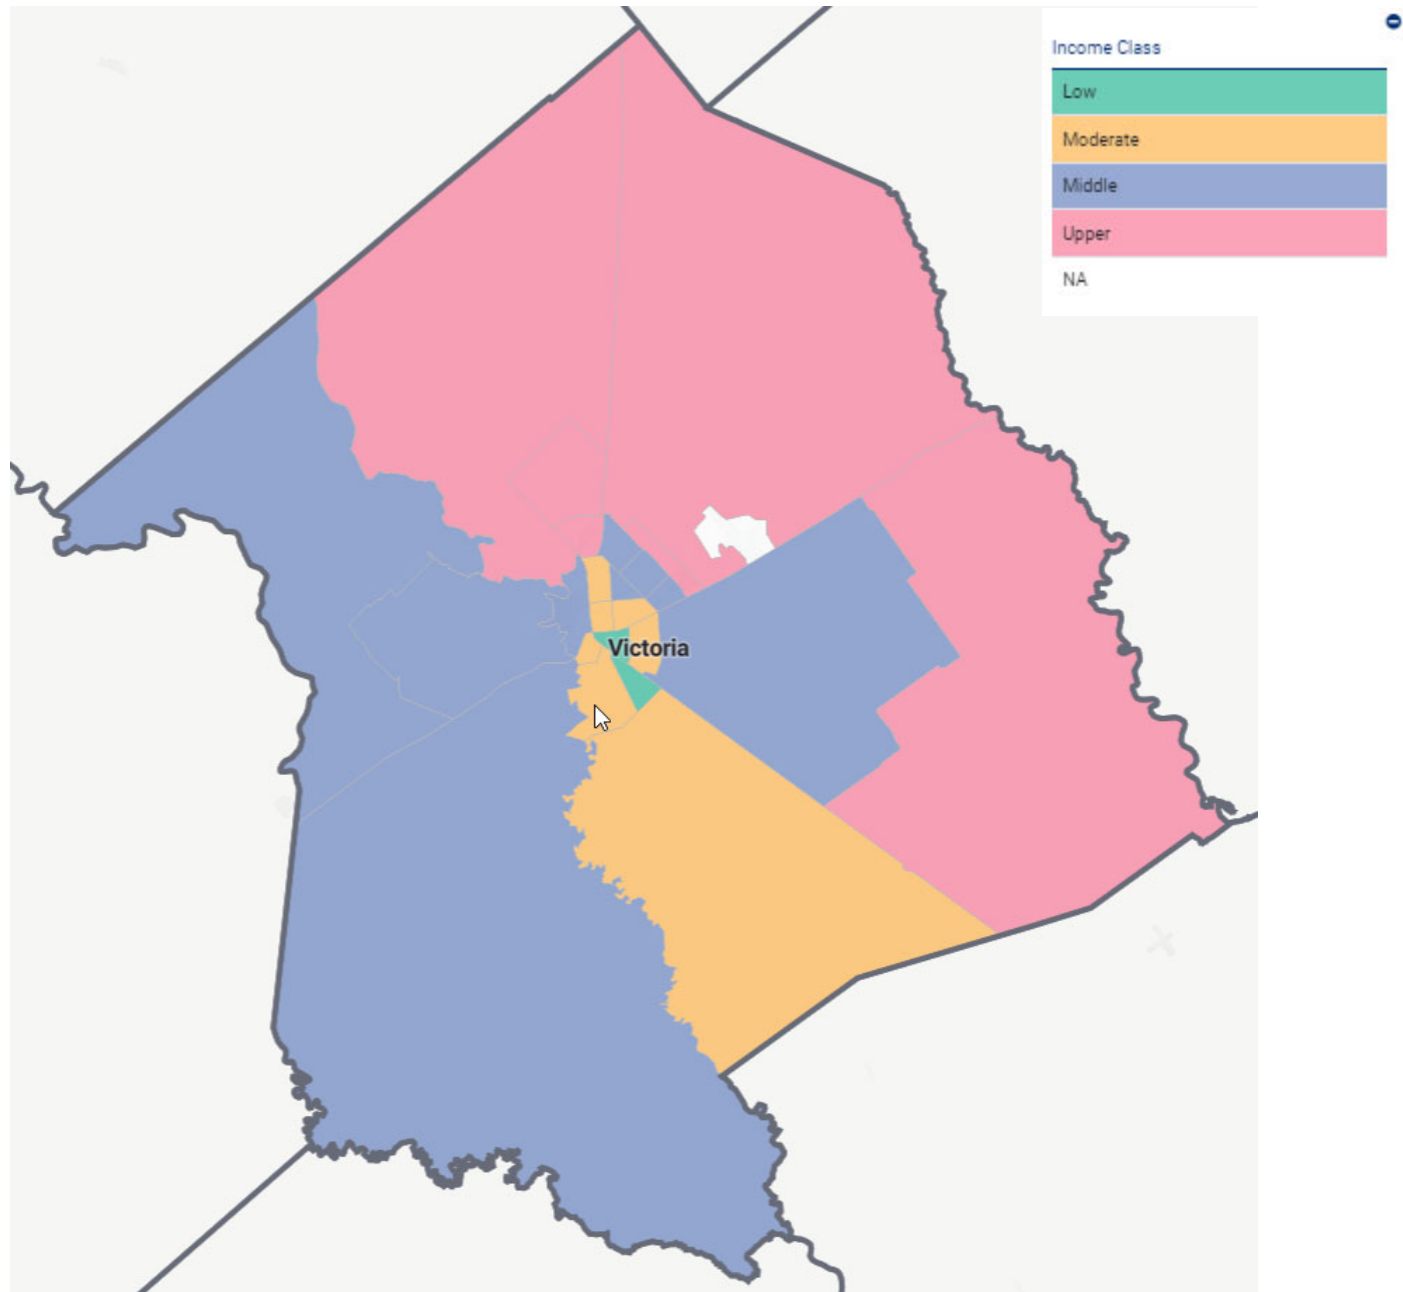 Income Class
Low
Moderate
Middle
Upper
NA
Victoria